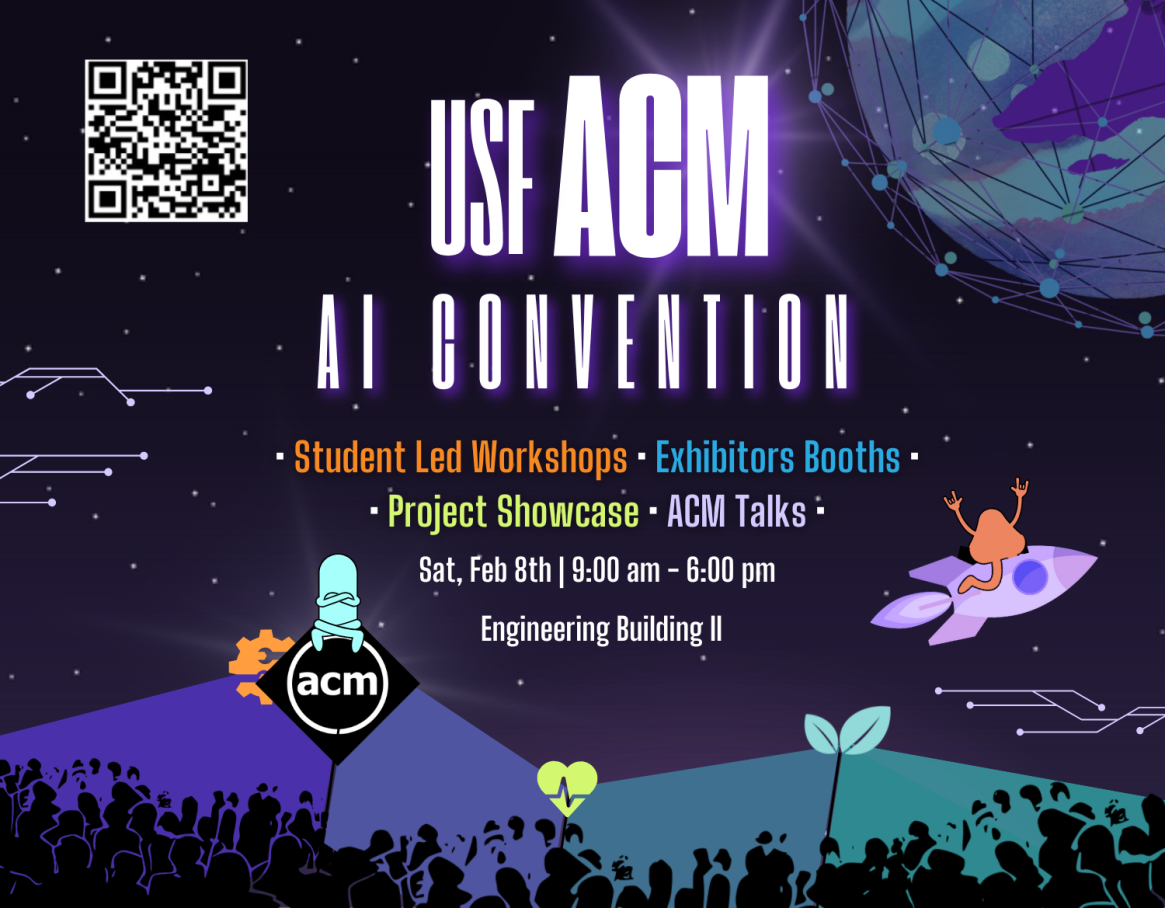 USF ACM
AI CONVENTION
· Student Led Workshops · Exhibitors Booths ·
· Project Showcase · ACM Talks ·
Sat, Feb 8th | 9:00 am - 6:00 pm
Engineering Building II
acm